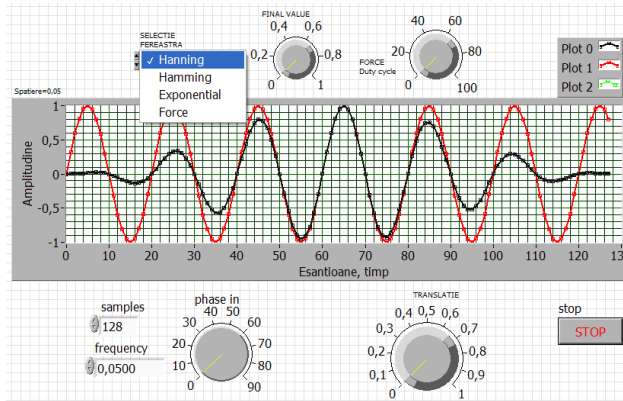 FINAL VALUE
0,4 0,6
0,2 0,8
0 1
SELECTIE
FEREASTRA
✓ Hanning
Hamming
Exponential
Force
40 60
20 80
0 100
FORCE
Duty cycle
Plot 0
Plot 1
Plot 2
Spatiere=0,05
Amplitudine
1
0,5
0
-0,5
-1
0 10 20 30 40 50 60 70 80 90 100 110 120 13
Esantioane, timp
samples
128
frequency
0,0500
phase in
40 50
30 60
20 70
10 80
0 90
TRANSLATIE
0,4 0,5 0,6
0,3 0,7
0,2 0,8
0,1 0,9
0 1
stop
STOP